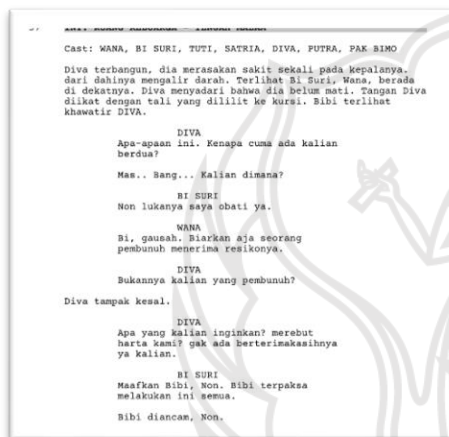 Cast: WANA, BI SURI, TUTI, SATRIA, DIVA, PUTRA, PAK BIMO
Diva terbangun, dia merasakan sakit sekali pada kepalanya.
dari dahinya mengalir darah. Terlihat Bi Suri, Wana, berada
di dekatnya. Diva menyadari bahwa dia belum mati. Tangan Diva
diikat dengan tali yang dililit ke kursi. Bibi terlihat
khawatir DIVA.
DIVA
Apa-apaan ini. Kenapa cuma ada kalian
berdua?
Mas.. Bang... Kalian dimana?
BI SURI
Non lukanya saya obati ya.
WANA
Bi, gausah. Biarkan aja seorang
pembunuh menerima resikonya.
DIVA
Bukannya kalian yang pembunuh?
Diva tampak kesal.
DIVA
Apa yang kalian inginkan? merebut
harta kami? gak ada berterimakasihnya
ya kalian.
BI SURI
Maafkan Bibi, Non. Bibi terpaksa
melakukan ini semua.
Bibi diancam, Non.